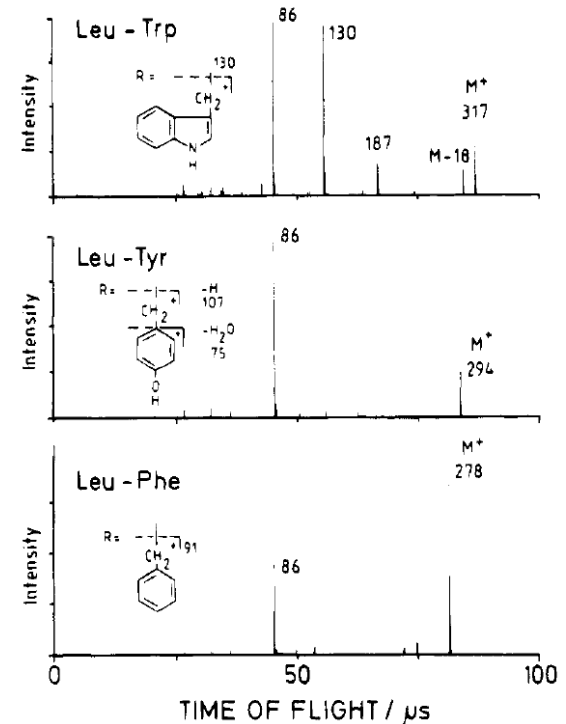 Leu-Trp
86
130
R=
130
CH2
+
N
H
187
M-18
M+
317
Intensity
Leu-Tyr
86
R=
+
-H
107
CH2
+
-H2O
75
O
H
M+
294
Intensity
Leu-Phe
M+
278
R=
+
91
CH2
86
Intensity
0
50
100
TIME OF FLIGHT / µs